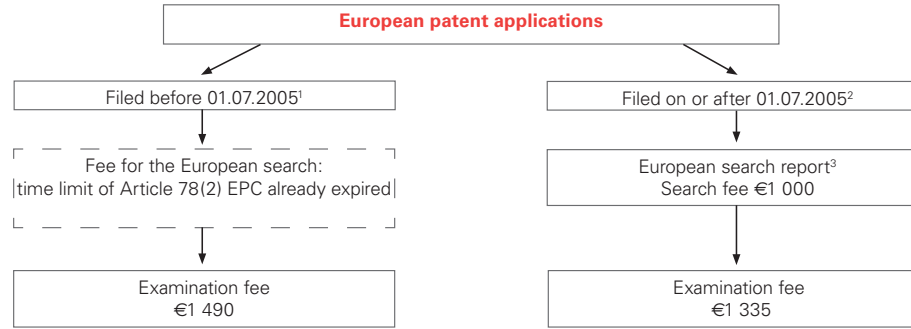 European patent applications
Filed before 01.07.2005¹
Filed on or after 01.07.2005²
Fee for the European search:
time limit of Article 78(2) EPC already expired
European search report³
Search fee €1 000
Examination fee
€1 490
Examination fee
€1 335